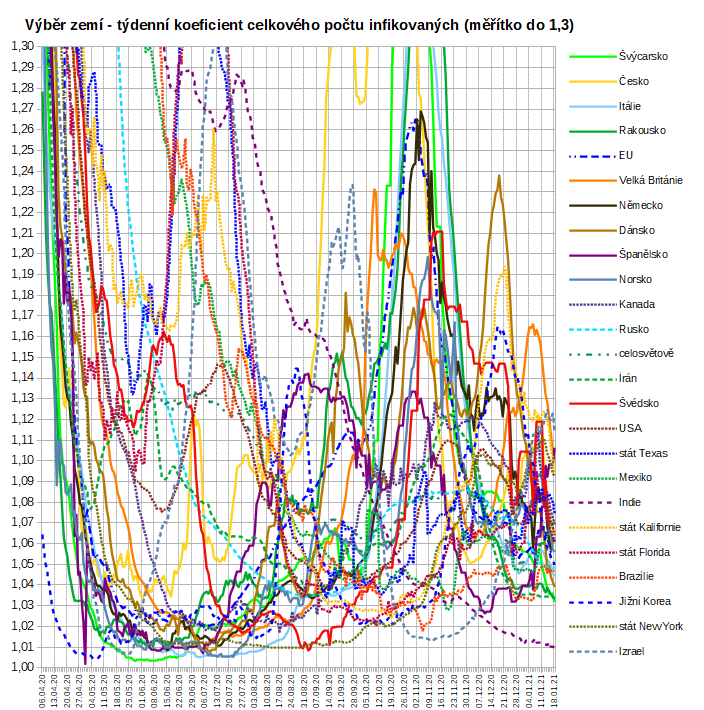 Výběr zemí - týdenní koeficient celkového počtu infikovaných (měřítko do 1,3)
1,30
1,29
1,28
1,27
1,26
1,25
1,24
1,23
1,22
1,21
1,20
1,19
1,18
1,17
1,16
1,15
1,14
1,13
1,12
1,11
1,10
1,09
1,08
1,07
1,06
1,05
1,04
1,03
1,02
1,01
1,00
06.04.20
13.04.20
20.04.20
27.04.20
04.05.20
11.05.20
18.05.20
25.05.20
01.06.20
08.06.20
15.06.20
22.06.20
29.06.20
06.07.20
13.07.20
20.07.20
27.07.20
03.08.20
10.08.20
17.08.20
24.08.20
31.08.20
07.09.20
14.09.20
21.09.20
28.09.20
05.10.20
12.10.20
19.10.20
26.10.20
02.11.20
09.11.20
16.11.20
23.11.20
30.11.20
07.12.20
14.12.20
21.12.20
28.12.20
04.01.21
11.01.21
18.01.21
Švýcarsko
Česko
Itálie
Rakousko
EU
Velká Británie
Německo
Dánsko
Španělsko
Norsko
Kanada
Rusko
celosvětově
Írán
Švédsko
USA
stát Texas
Mexiko
Indie
stát Kalifornie
stát Florida
Brazílie
Jižní Korea
stát NewYork
Izrael